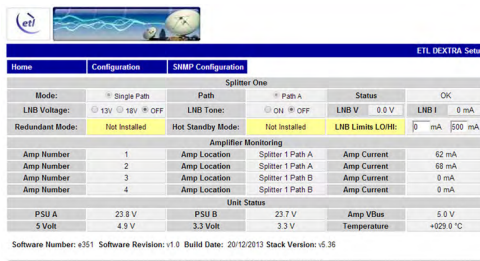 etl
ETL DEXTRA Setu
Home Configuration SNMP Configuration
Splitter One
Mode: Single Path Path Path A Status OK
LNB Voltage: 13V 18V OFF LNB Tone: ON OFF LNB V 0.0 V LNB I 0 mA
Redundant Mode: Not Installed Hot Standby Mode: Not Installed LNB Limits LO/HI: 0 mA 500 mA
Amplifier Monitoring
Amp Number 1 Amp Location Splitter 1 Path A Amp Current 62 mA
Amp Number 2 Amp Location Splitter 1 Path A Amp Current 68 mA
Amp Number 3 Amp Location Splitter 1 Path B Amp Current 0 mA
Amp Number 4 Amp Location Splitter 1 Path B Amp Current 0 mA
Unit Status
PSU A 23.8 V PSU B 23.7 V Amp VBus 5.0 V
5 Volt 4.9 V 3.3 Volt 3.3 V Temperature +029.0 °C
Software Number: e351 Software Revision: v1.0 Build Date: 20/12/2013 Stack Version: v5.36